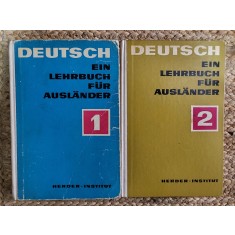 DEUTSCH
EIN
LEHRBUCH
FÜR
AUSLÄNDER
1
HERDER-INSTITUT
DEUTSCH
EIN
LEHRBUCH
FÜR
AUSLÄNDER
2
HERDER-INSTITUT